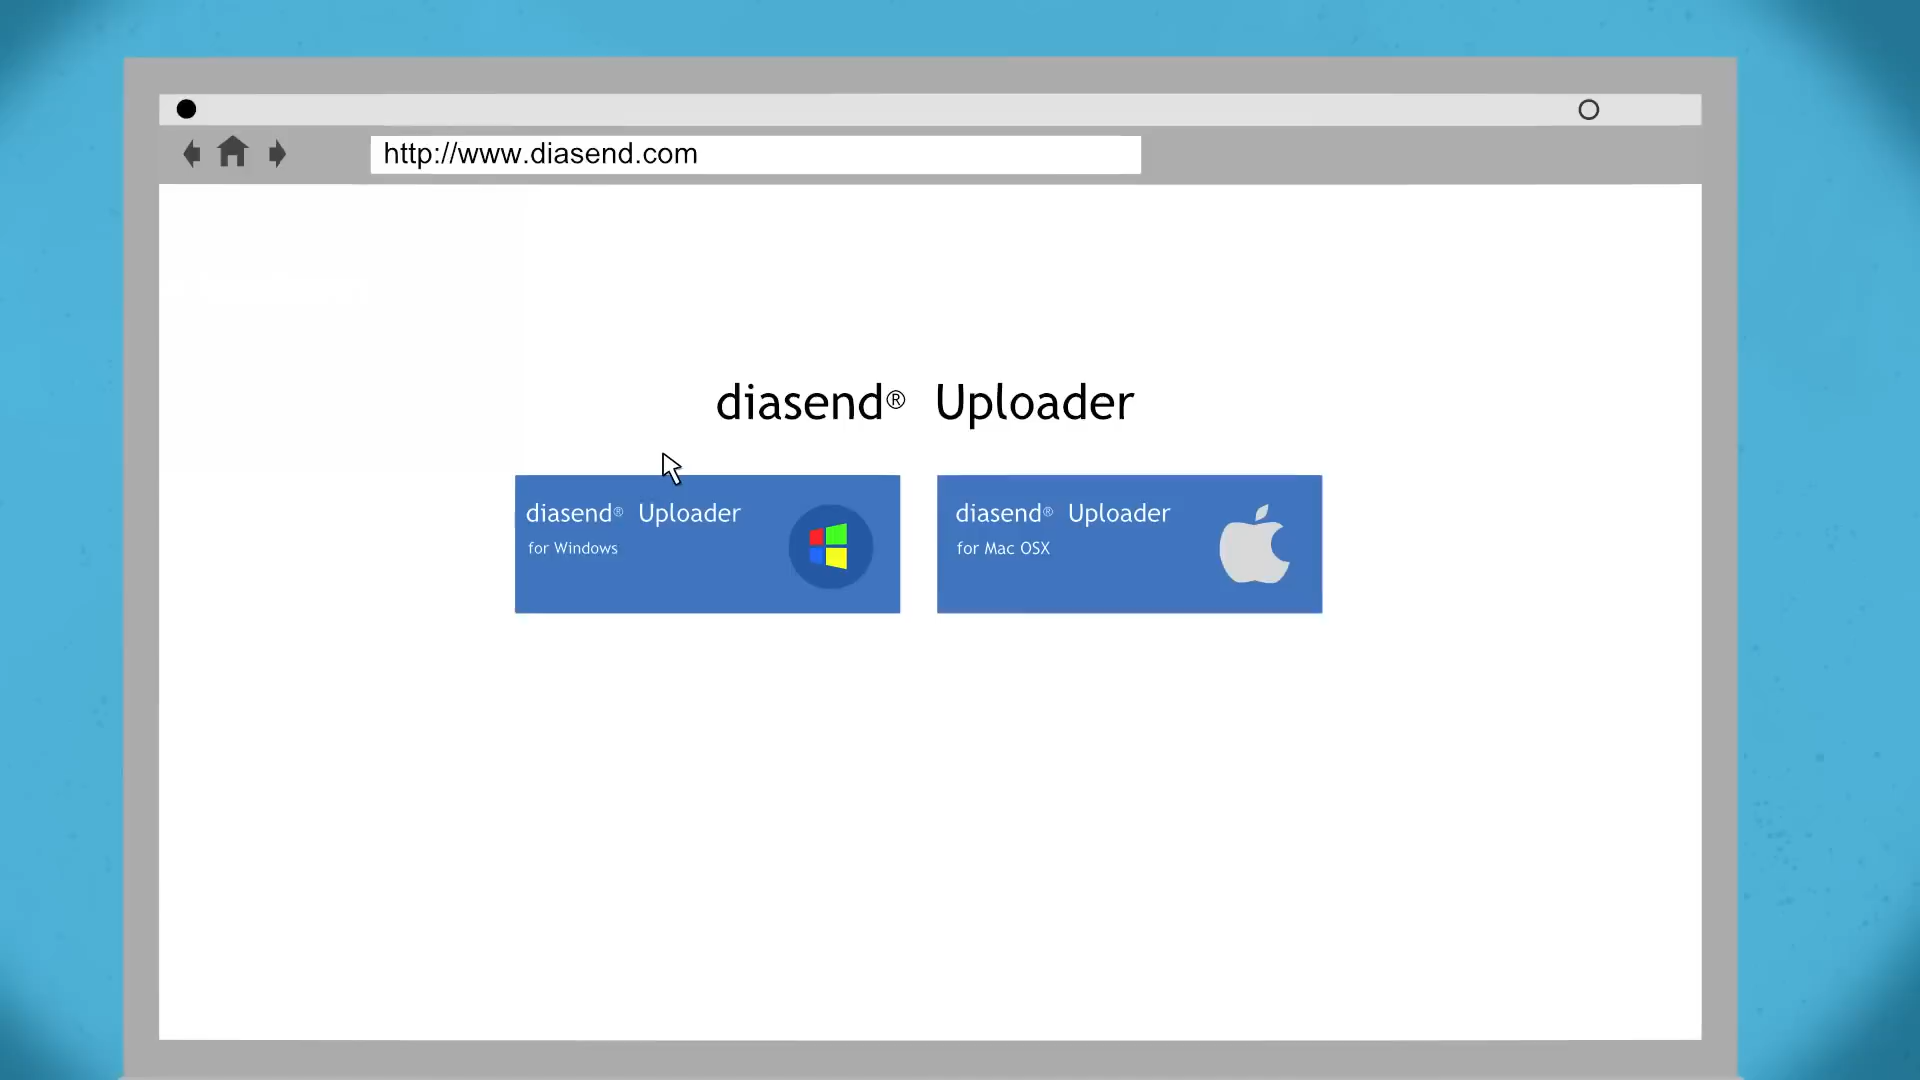 http://www.diasend.com
diasend® Uploader
diasend® Uploader
for Windows
diasend® Uploader
for Mac OSX